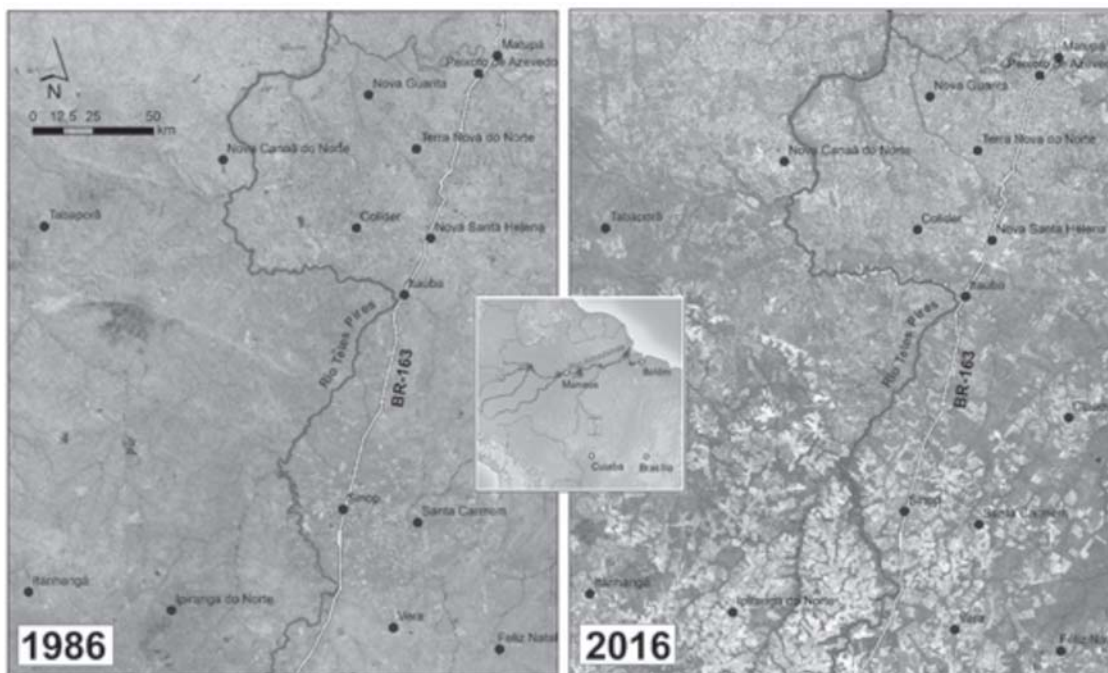 N
0 12,5 25 50
km
Matupá
Peixoto de Azevedo
Nova Guarita
Terra Nova do Norte
Nova Canaã do Norte
Tabaporã
Colíder
Nova Santa Helena
Itaúba
Rio Teles Pires
BR-163
Sinop
Santa Carmem
Itanhangá
Ipiranga do Norte
Vera
Feliz Natal
1986
Manaus
Belém
Cuiabá
Brasília
Matupá
Peixoto de Azevedo
Nova Guarita
Terra Nova do Norte
Nova Canaã do Norte
Tabaporã
Colíder
Nova Santa Helena
Itaúba
Rio Teles Pires
BR-163
Sinop
Santa Carmem
Itanhangá
Ipiranga do Norte
Vera
Feliz Nata
2016